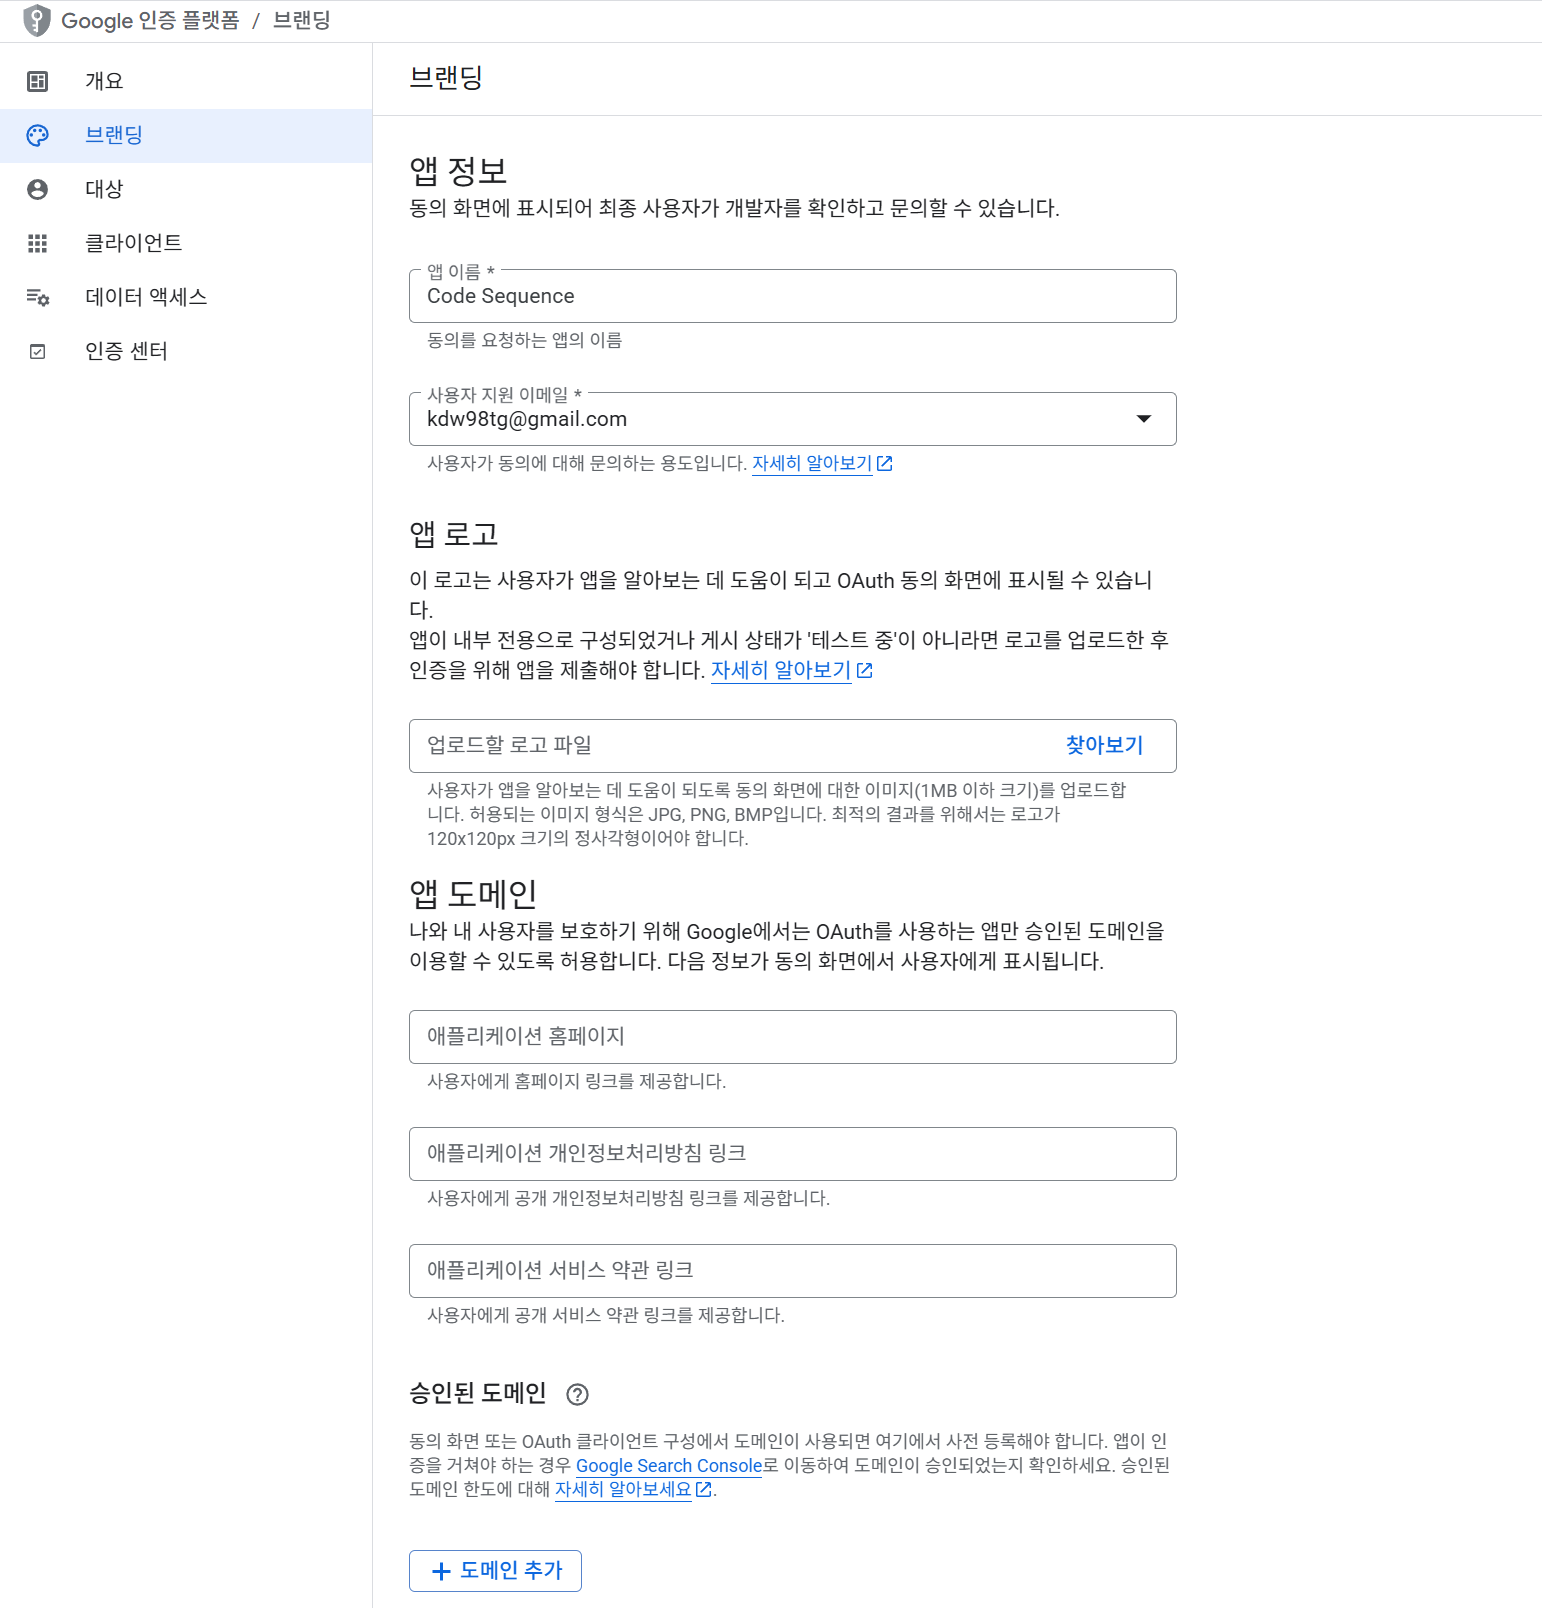 Google 인증 플랫폼 / 브랜딩
개요
브랜딩
대상
클라이언트
데이터 액세스
인증 센터
브랜딩
앱 정보
동의 화면에 표시되어 최종 사용자가 개발자를 확인하고 문의할 수 있습니다.
앱 이름 *
Code Sequence
동의를 요청하는 앱의 이름
사용자 지원 이메일 *
kdw98tg@gmail.com
사용자가 동의에 대해 문의하는 용도입니다. 자세히 알아보기
앱 로고
이 로고는 사용자가 앱을 알아보는 데 도움이 되고 OAuth 동의 화면에 표시될 수 있습니
다.
앱이 내부 전용으로 구성되었거나 게시 상태가 '테스트 중'이 아니라면 로고를 업로드한 후
인증을 위해 앱을 제출해야 합니다. 자세히 알아보기
업로드할 로고 파일 찾아보기
사용자가 앱을 알아보는 데 도움이 되도록 동의 화면에 대한 이미지(1MB 이하 크기)를 업로드합
니다. 허용되는 이미지 형식은 JPG, PNG, BMP입니다. 최적의 결과를 위해서는 로고가
120x120px 크기의 정사각형이어야 합니다.
앱 도메인
나와 내 사용자를 보호하기 위해 Google에서는 OAuth를 사용하는 앱만 승인된 도메인을
이용할 수 있도록 허용합니다. 다음 정보가 동의 화면에서 사용자에게 표시됩니다.
애플리케이션 홈페이지
사용자에게 홈페이지 링크를 제공합니다.
애플리케이션 개인정보처리방침 링크
사용자에게 공개 개인정보처리방침 링크를 제공합니다.
애플리케이션 서비스 약관 링크
사용자에게 공개 서비스 약관 링크를 제공합니다.
승인된 도메인
동의 화면 또는 OAuth 클라이언트 구성에서 도메인이 사용되면 여기에서 사전 등록해야 합니다. 앱이 인
증을 거쳐야 하는 경우 Google Search Console로 이동하여 도메인이 승인되었는지 확인하세요. 승인된
도메인 한도에 대해 자세히 알아보세요.
+ 도메인 추가